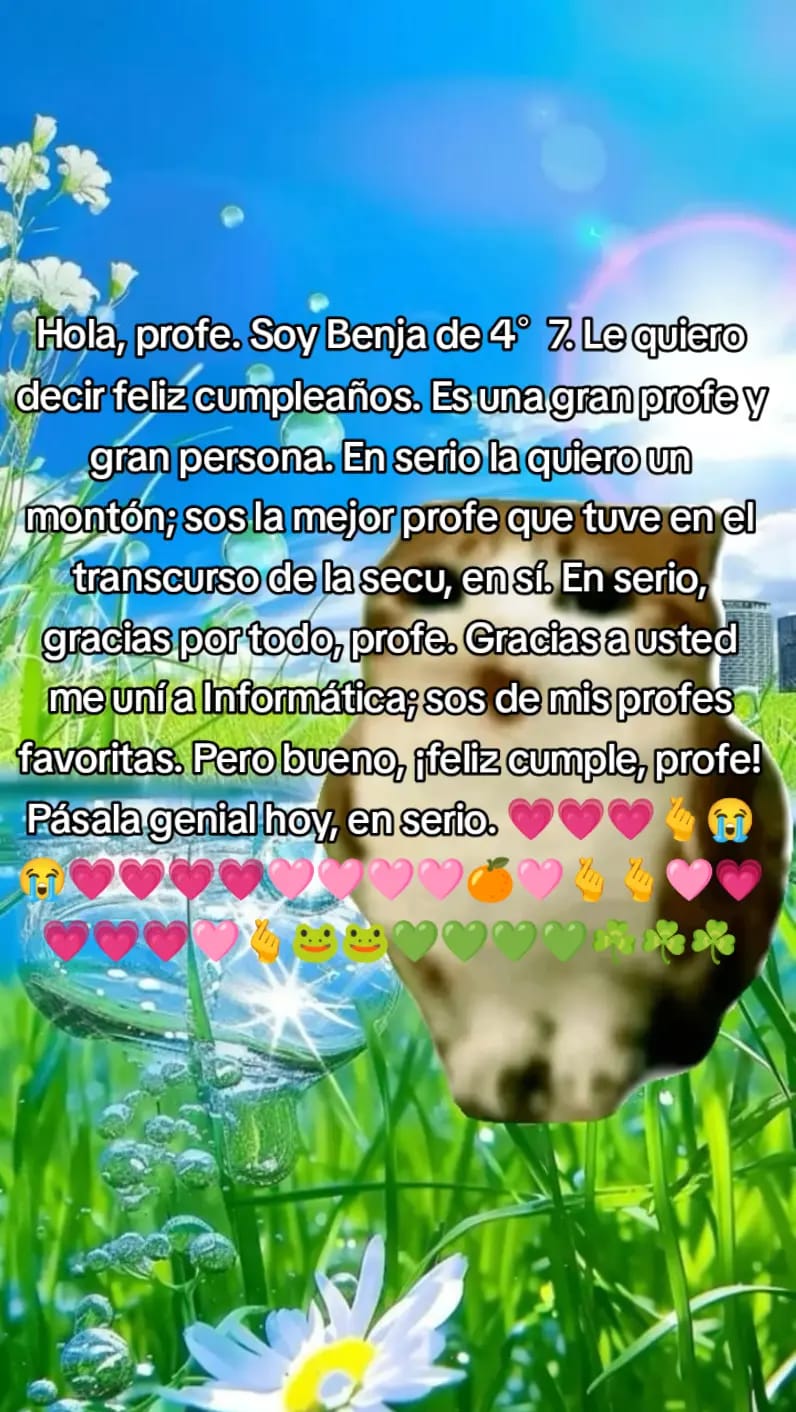 Hola, profe. Soy Benja de 4° 7. Le quiero
decir feliz cumpleaños. Es una gran profe y
gran persona. En serio la quiero un
montón; sos la mejor profe que tuve en el
transcurso de la secu, en sí. En serio,
gracias por todo, profe. Gracias a usted
me uní a Informática; sos de mis profes
favoritas. Pero bueno, ¡feliz cumple, profe!
Pásala genial hoy, en serio. 💗💗💗🫰😭
😭💗💗💗💗🩷🩷🩷🩷🍊🩷🫰🫰🩷💗
💗💗💗🩷🫰🐸🐸💚💚💚💚☘️☘️☘️